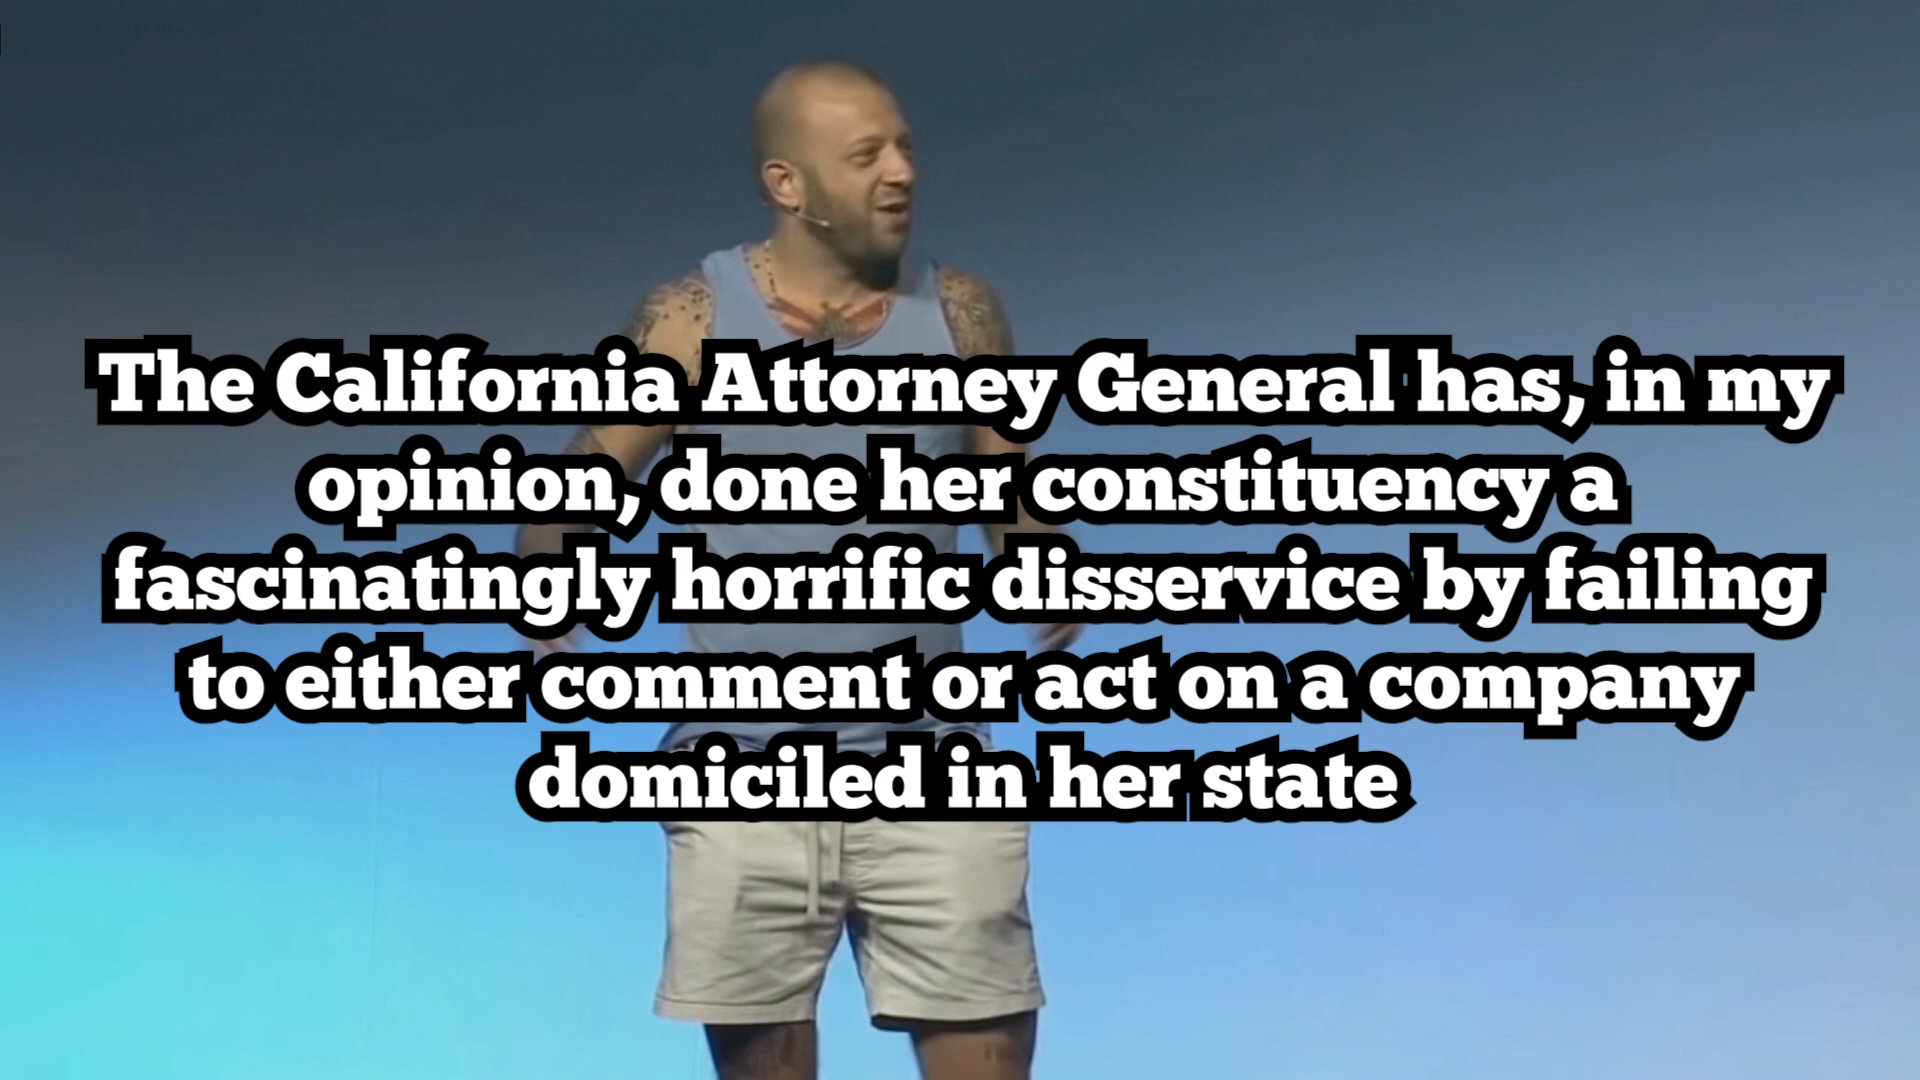 The California Attorney General has, in my
opinion, done her constituency a
fascinatingly horrific disservice by failing
to either comment or act on a company
domiciled in her state